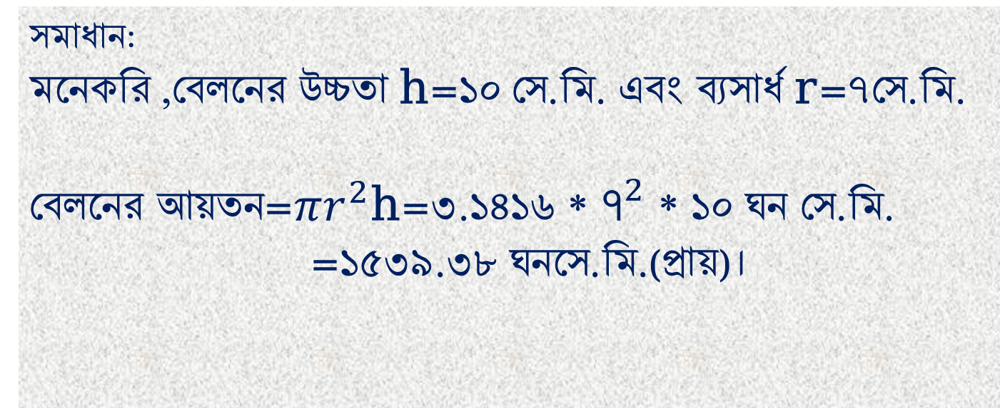 সমাধান:
মনেকরি ,বেলনের উচ্চতা h=১০ সে.মি. এবং ব্যসার্ধ r=৭সে.মি.
বেলনের আয়তন=𝜋𝑟²h=৩.১৪১৬ * ৭² * ১০ ঘন সে.মি.
=১৫৩৯.৩৮ ঘনসে.মি.(প্রায়)।